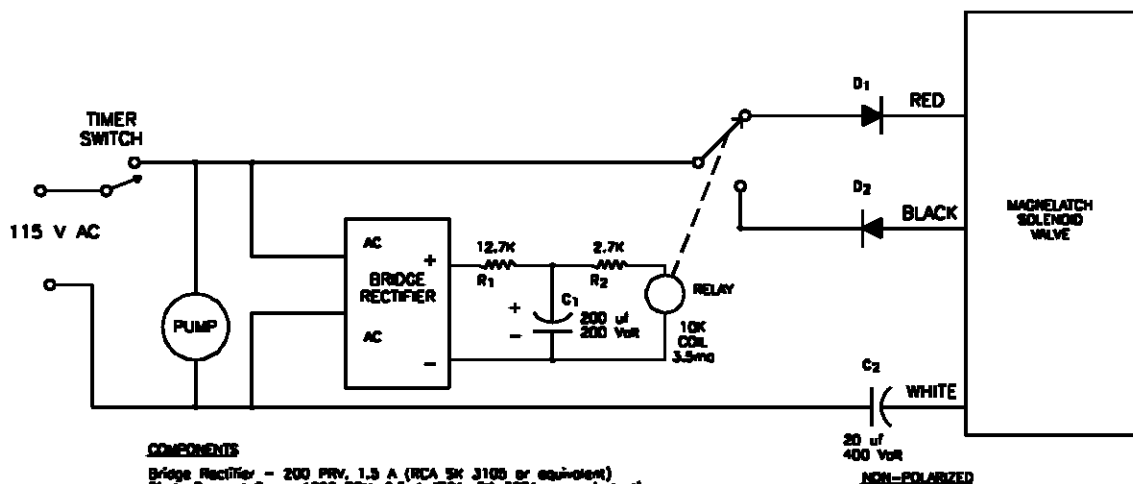 TIMER
SWITCH
115 V AC
PUMP
AC
BRIDGE
RECTIFIER
AC
+
-
12.7K
R1
2.7K
R2
+
-
C1
200 uf
200 Volt
RELAY
10K
COIL
3.5ma
D1
RED
D2
BLACK
MAGNELATCH
SOLENOID
VALVE
C2
WHITE
20 uf
400 Volt
NON-POLARIZED
COMPONENTS
Bridge Rectifier - 200 PRV, 1.5 A (RCA SK 3105 or equivalent)